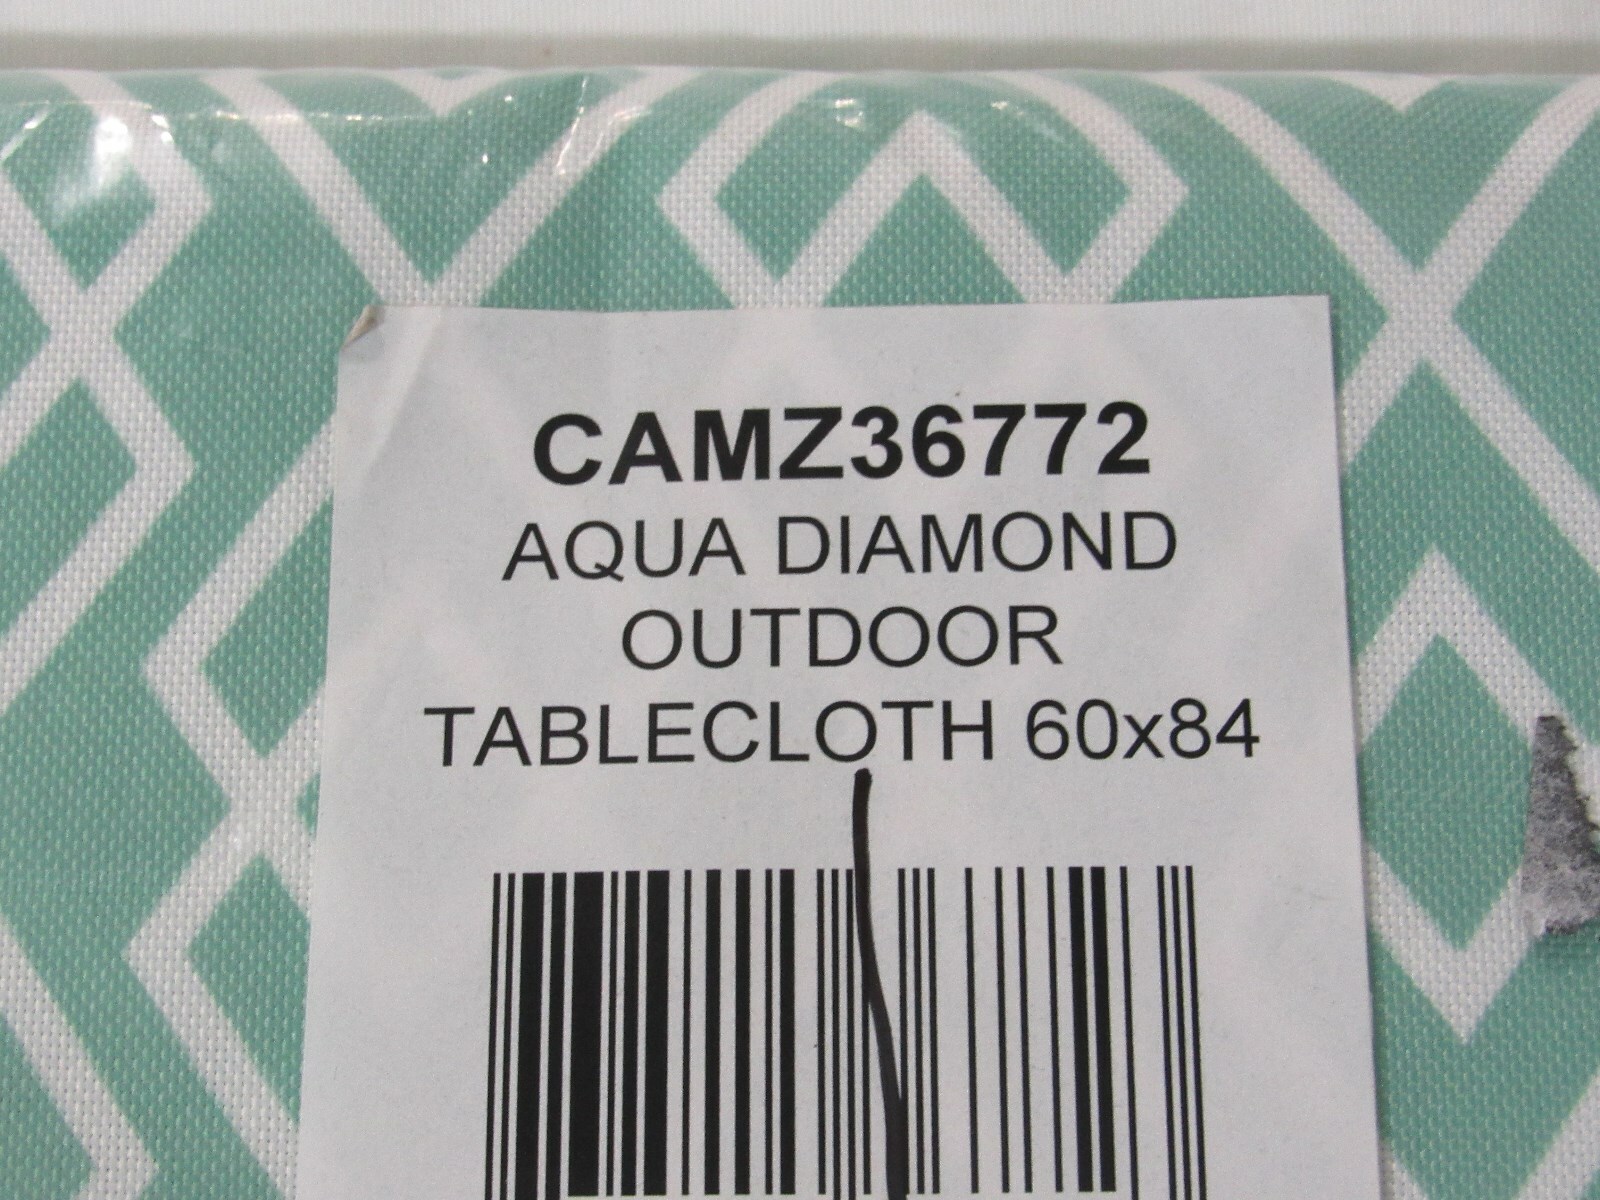 CAMZ36772
AQUA DIAMOND
OUTDOOR
TABLECLOTH 60x84